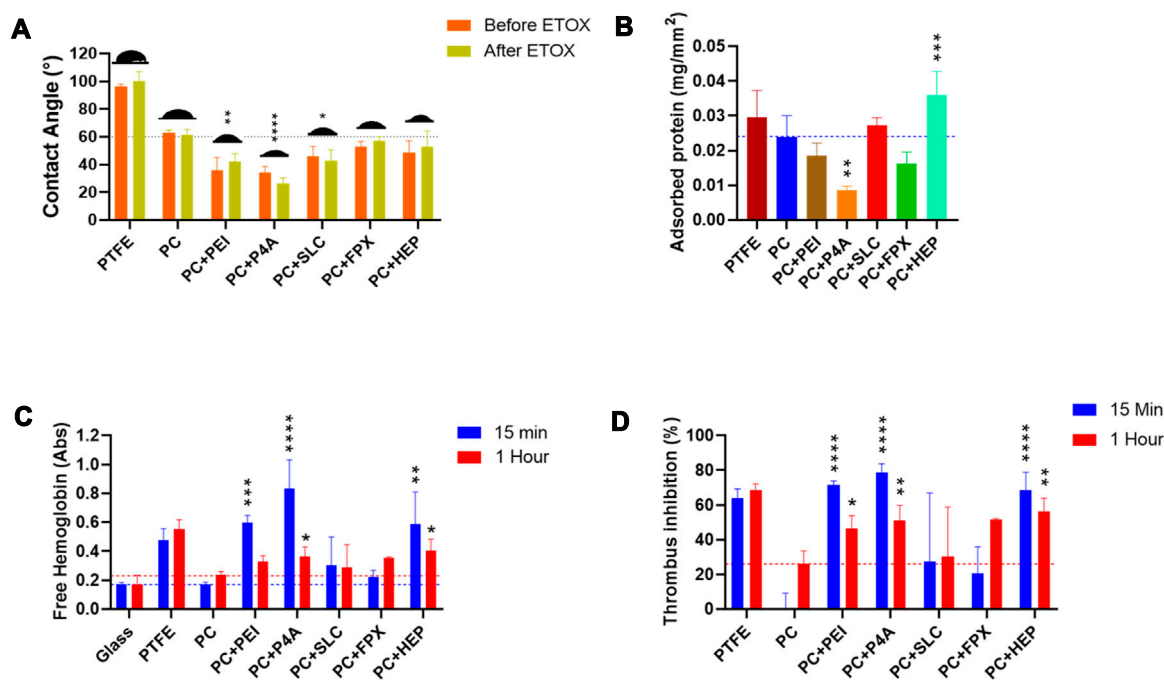 A
Before ETOX
After ETOX
Contact Angle (°)
120
100
80
60
40
20
0
**
****
*
PTFE
PC
PC+PEI
PC+P4A
PC+SLC
PC+FPX
PC+HEP
B
Adsorbed protein (mg/mm²)
0.05
0.04
0.03
0.02
0.01
0.00
**
***
PTFE
PC
PC+PEI
PC+P4A
PC+SLC
PC+FPX
PC+HEP
C
15 min
1 Hour
Free Hemoglobin (Abs)
1.2
1.0
0.8
0.6
0.4
0.2
0.0
***
****
*
**
*
Glass
PTFE
PC
PC+PEI
PC+P4A
PC+SLC
PC+FPX
PC+HEP
D
15 Min
1 Hour
Thrombus inhibition (%)
100
80
60
40
20
0
****
*
****
**
****
**
PTFE
PC
PC+PEI
PC+P4A
PC+SLC
PC+FPX
PC+HEP